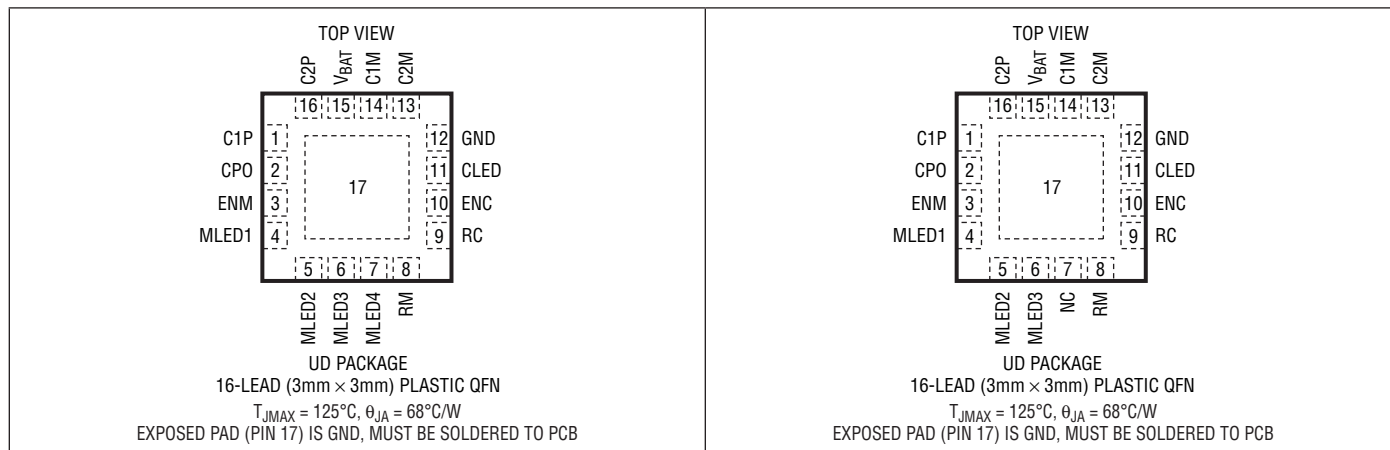 TOP VIEW
C2P
VBAT
C1M
C2M
16 15 14 13
C1P 1
CPO 2
ENM 3
MLED1 4
17
12 GND
11 CLED
10 ENC
9 RC
5 6 7 8
MLED2
MLED3
MLED4
RM
UD PACKAGE
16-LEAD (3mm × 3mm) PLASTIC QFN
TJMAX = 125°C, θJA = 68°C/W
EXPOSED PAD (PIN 17) IS GND, MUST BE SOLDERED TO PCB
TOP VIEW
C2P
VBAT
C1M
C2M
16 15 14 13
C1P 1
CPO 2
ENM 3
MLED1 4
17
12 GND
11 CLED
10 ENC
9 RC
5 6 7 8
MLED2
MLED3
NC
RM
UD PACKAGE
16-LEAD (3mm × 3mm) PLASTIC QFN
TJMAX = 125°C, θJA = 68°C/W
EXPOSED PAD (PIN 17) IS GND, MUST BE SOLDERED TO PCB